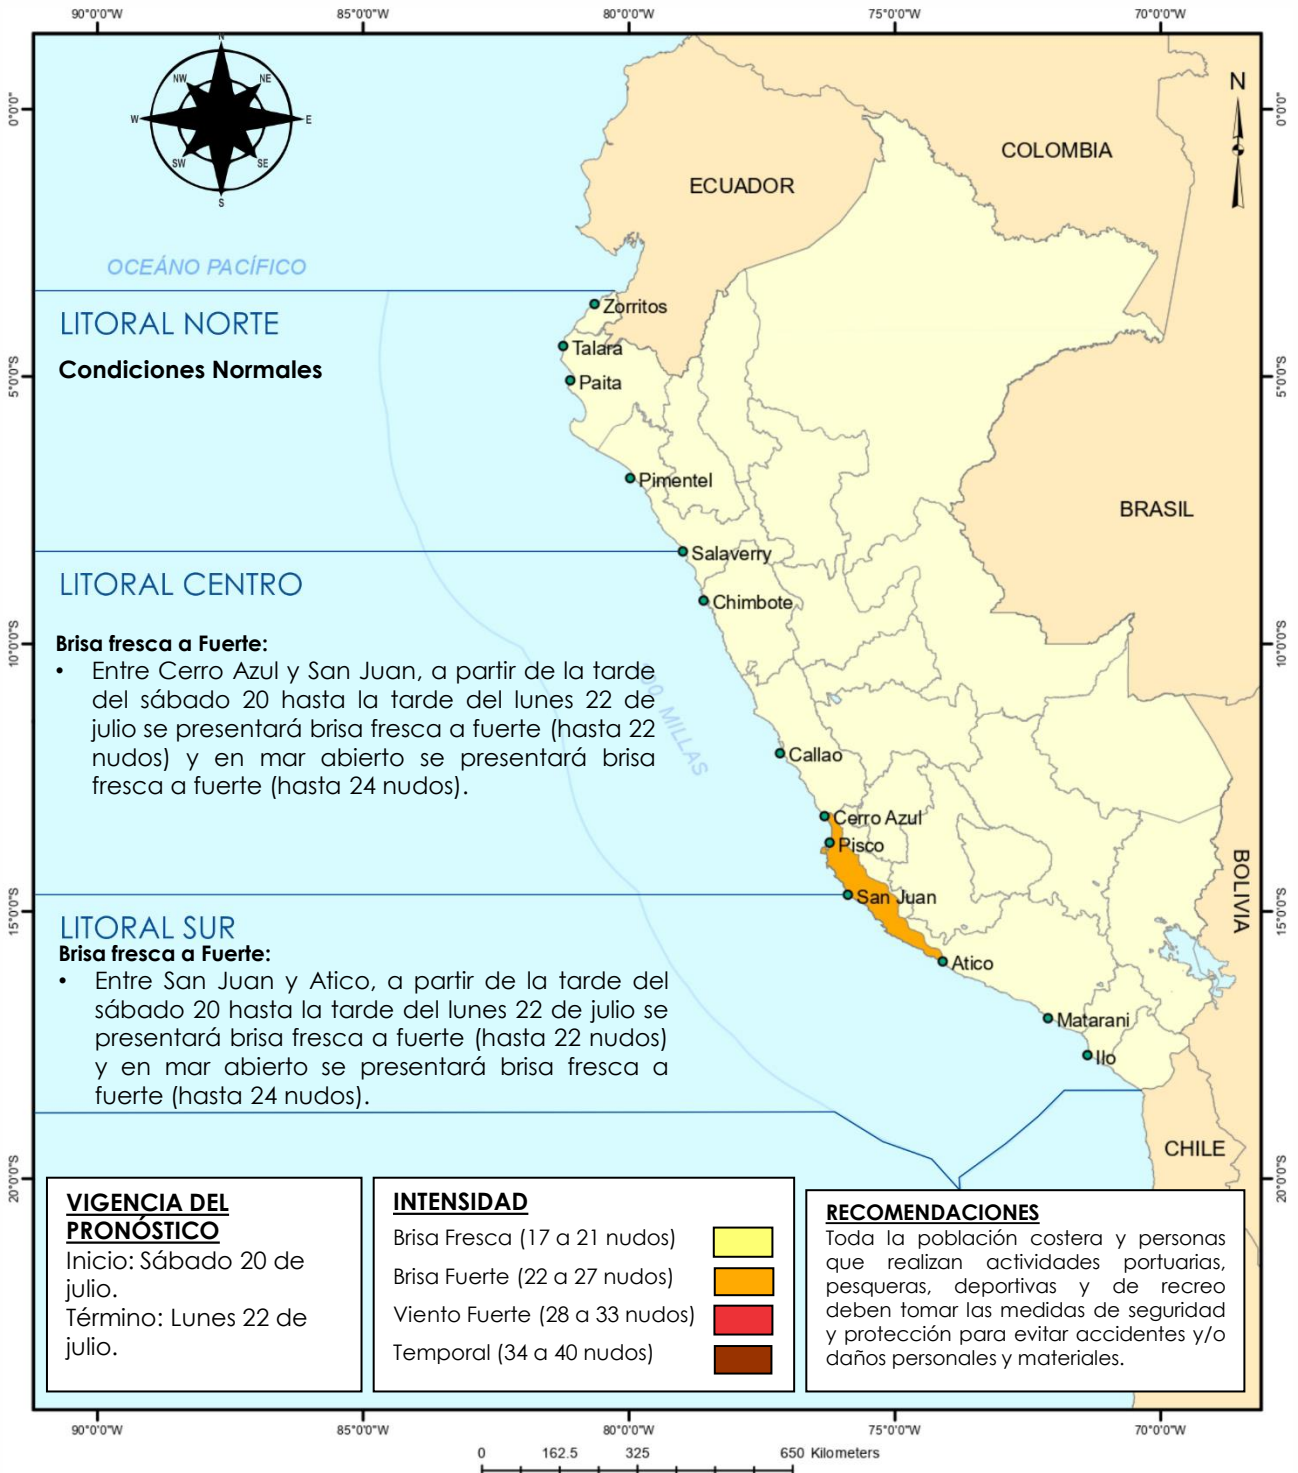 90°0'0"W 85°0'0"W 80°0'0"W 75°0'0"W 70°0'0"W
N
NE
E
SE
S
SW
W
NW
N
0°0'0"
0°0'0"
COLOMBIA
ECUADOR
OCEÁNO PACÍFICO
LITORAL NORTE
Condiciones Normales
Zorritos
Talara
Paita
5°0'0"S
5°0'0"S
Pimentel
BRASIL
Salaverry
LITORAL CENTRO
Chimbote
Brisa fresca a Fuerte:
• Entre Cerro Azul y San Juan, a partir de la tarde
del sábado 20 hasta la tarde del lunes 22 de
julio se presentará brisa fresca a fuerte (hasta 22
nudos) y en mar abierto se presentará brisa
fresca a fuerte (hasta 24 nudos).
10°0'0"S
10°0'0"S
00 MILLAS
Callao
Cerro Azul
Pisco
San Juan
BOLIVIA
15°0'0"S
15°0'0"S
LITORAL SUR
Brisa fresca a Fuerte:
• Entre San Juan y Atico, a partir de la tarde del
sábado 20 hasta la tarde del lunes 22 de julio se
presentará brisa fresca a fuerte (hasta 22 nudos)
y en mar abierto se presentará brisa fresca a
fuerte (hasta 24 nudos).
Atico
Matarani
Ilo
CHILE
20°0'0"S
20°0'0"S
VIGENCIA DEL
PRONÓSTICO
Inicio: Sábado 20 de
julio.
Término: Lunes 22 de
julio.
INTENSIDAD
Brisa Fresca (17 a 21 nudos)
Brisa Fuerte (22 a 27 nudos)
Viento Fuerte (28 a 33 nudos)
Temporal (34 a 40 nudos)
RECOMENDACIONES
Toda la población costera y personas
que realizan actividades portuarias,
pesqueras, deportivas y de recreo
deben tomar las medidas de seguridad
y protección para evitar accidentes y/o
daños personales y materiales.
90°0'0"W 85°0'0"W 80°0'0"W 75°0'0"W 70°0'0"W
0 162.5 325 650 Kilometers